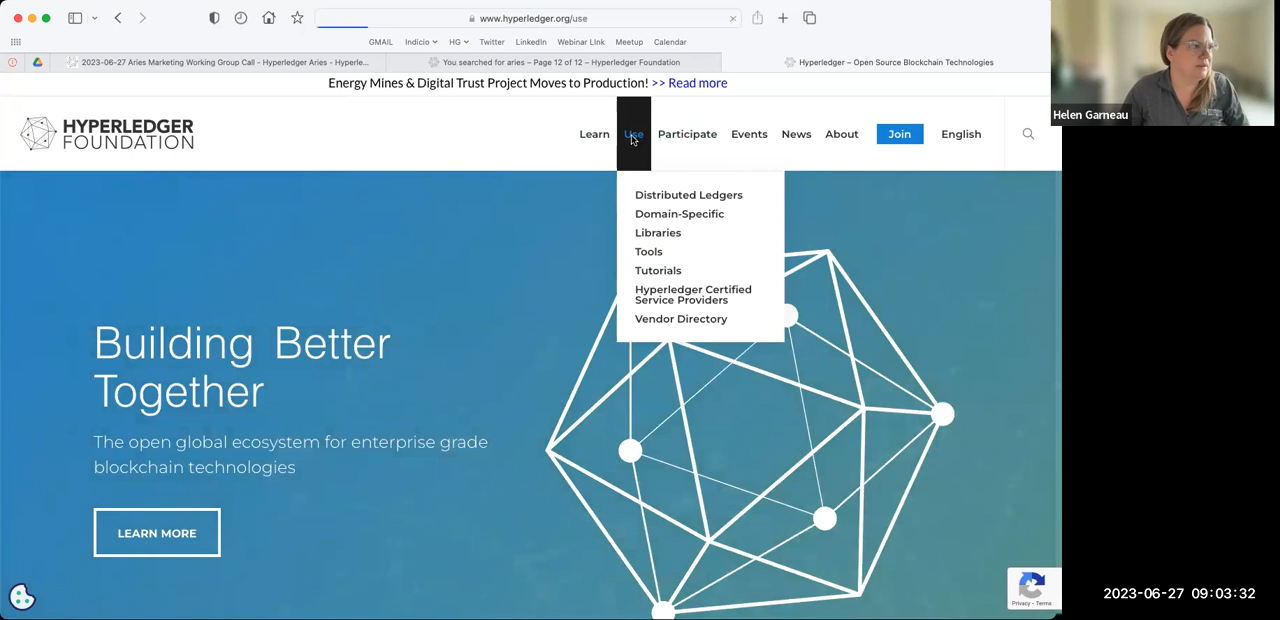 www.hyperledger.org/use
GMAIL Indicio HG Twitter LinkedIn Webinar LInk Meetup Calendar
2023-06-27 Aries Marketing Working Group Call - Hyperledger Aries - Hyperle...
You searched for aries – Page 12 of 12 – Hyperledger Foundation
Hyperledger – Open Source Blockchain Technologies
Energy Mines & Digital Trust Project Moves to Production! >> Read more
HYPERLEDGER
FOUNDATION
Learn Use Participate Events News About Join English
Distributed Ledgers
Domain-Specific
Libraries
Tools
Tutorials
Hyperledger Certified
Service Providers
Vendor Directory
Building Better
Together
The open global ecosystem for enterprise grade
blockchain technologies
LEARN MORE
Privacy - Terms
Helen Garneau
2023-06-27 09:03:32